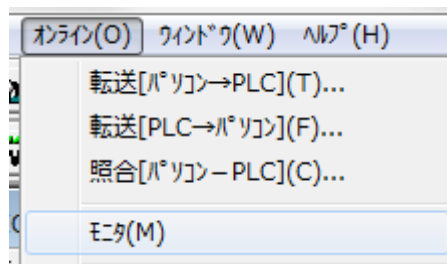 ｵﾝﾗｲﾝ(O) ｳｨﾝﾄﾞｳ(W) ﾍﾙﾌﾟ(H)
転送[ﾊﾟｿｺﾝ→PLC](T)...
転送[PLC→ﾊﾟｿｺﾝ](F)...
照合[ﾊﾟｿｺﾝ－PLC](C)...
ﾓﾆﾀ(M)